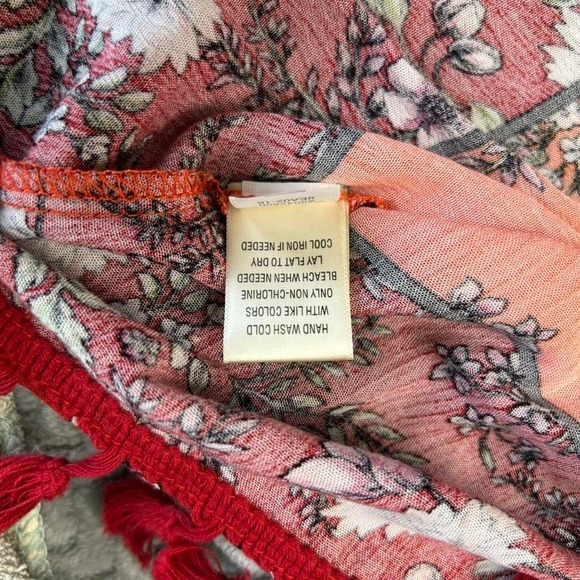 HAND WASH COLD
WITH LIKE COLORS
ONLY NON-CHLORINE
BLEACH WHEN NEEDED
LAY FLAT TO DRY
COOL IRON IF NEEDED